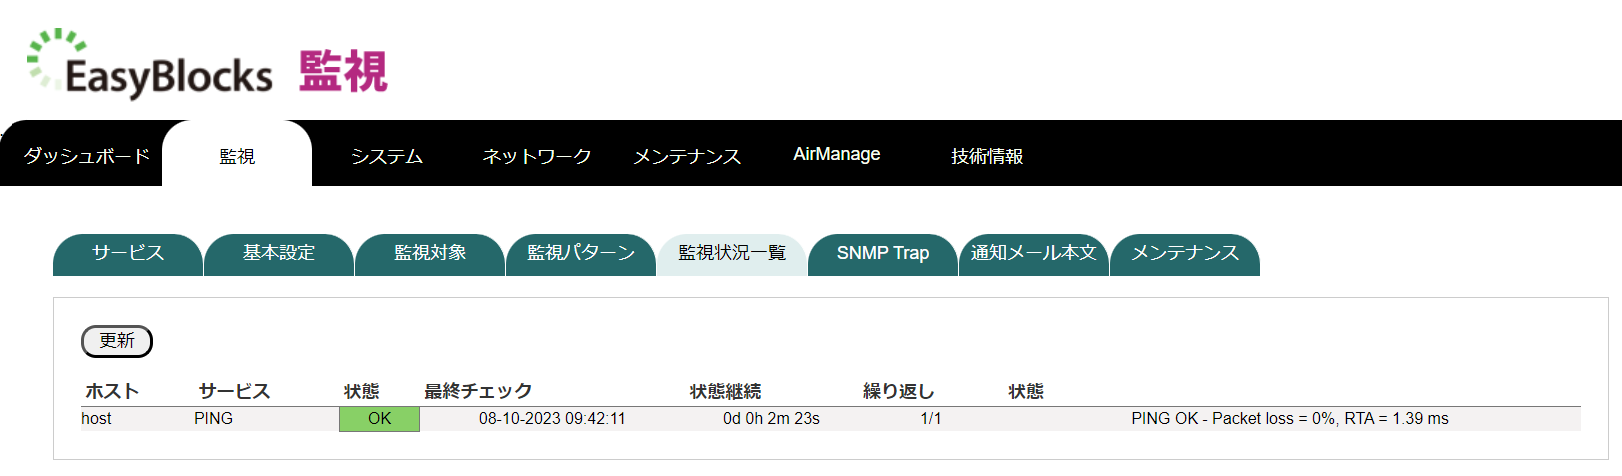 EasyBlocks 監視
ダッシュボード 監視 システム ネットワーク メンテナンス AirManage 技術情報
サービス 基本設定 監視対象 監視パターン 監視状況一覧 SNMP Trap 通知メール本文 メンテナンス
更新
ホスト サービス 状態 最終チェック 状態継続 繰り返し 状態
host PING OK 08-10-2023 09:42:11 0d 0h 2m 23s 1/1 PING OK - Packet loss = 0%, RTA = 1.39 ms